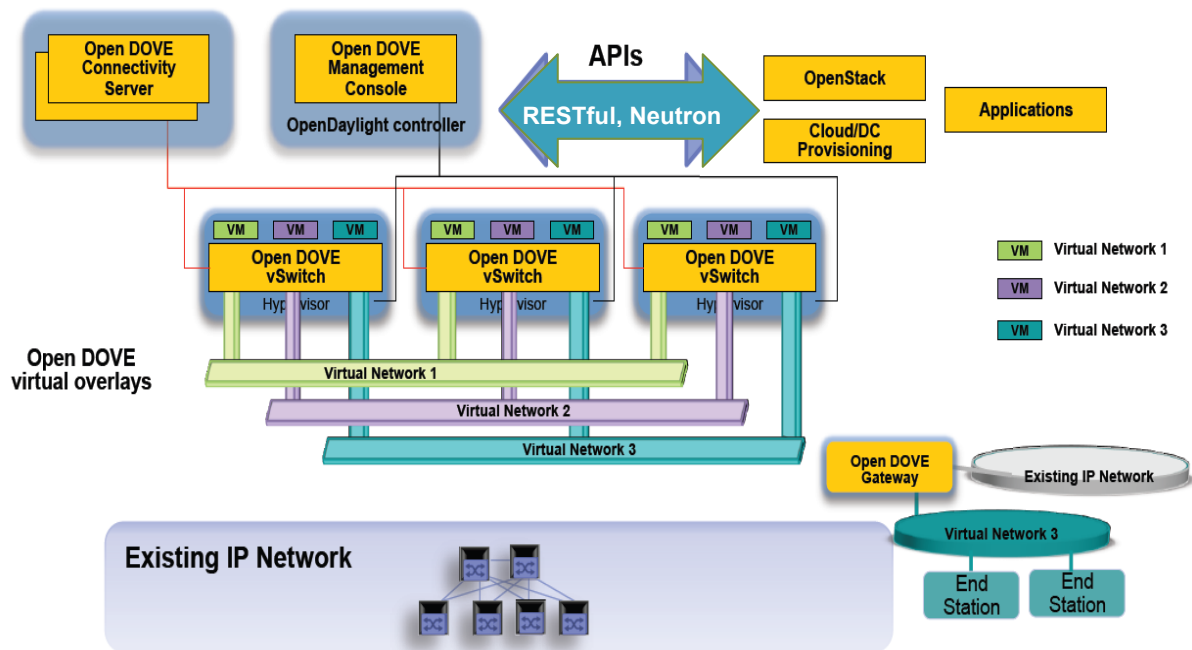 Open DOVE
Connectivity
Server
Open DOVE
Management
Console
OpenDaylight controller
APIs
RESTful, Neutron
OpenStack
Cloud/DC
Provisioning
Applications
VM
VM
VM
Open DOVE
vSwitch
Hypervisor
VM
VM
VM
Open DOVE
vSwitch
Hypervisor
VM
VM
VM
Open DOVE
vSwitch
Hypervisor
VM Virtual Network 1
VM Virtual Network 2
VM Virtual Network 3
Open DOVE
virtual overlays
Virtual Network 1
Virtual Network 2
Virtual Network 3
Open DOVE
Gateway
Existing IP Network
Virtual Network 3
End
Station
End
Station
Existing IP Network